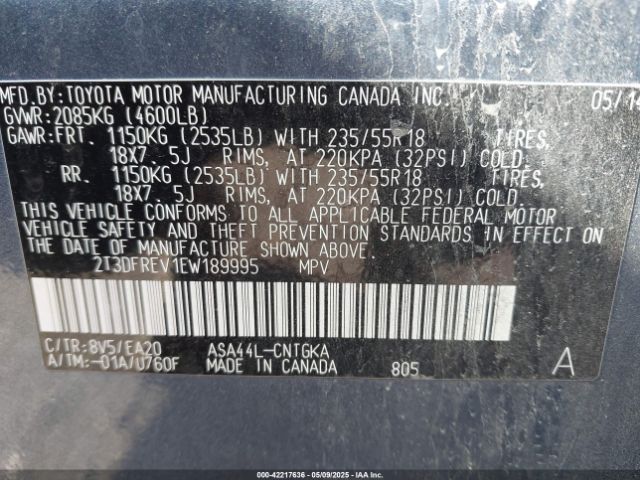 MFD.BY:TOYOTA MOTOR MANUFACTURING CANADA INC. 05/14
GVWR:2085KG (4600LB)
GAWR:FRT. 1150KG (2535LB) WITH 235/55R18 TIRES,
18X7.5J RIMS, AT 220KPA (32PSI) COLD.
RR. 1150KG (2535LB) WITH 235/55R18 TIRES,
18X7.5J RIMS, AT 220KPA (32PSI) COLD.
THIS VEHICLE CONFORMS TO ALL APPLICABLE FEDERAL MOTOR
VEHICLE SAFETY AND THEFT PREVENTION STANDARDS IN EFFECT ON
THE DATE OF MANUFACTURE SHOWN ABOVE.
2T3DFREV1EW189995 MPV
C/TR:8V5/EA20 ASA44L-CNTGKA
A/TM:-01A/U760F MADE IN CANADA 805 A
000-42217636 - 05/09/2025 - IAAI.COM